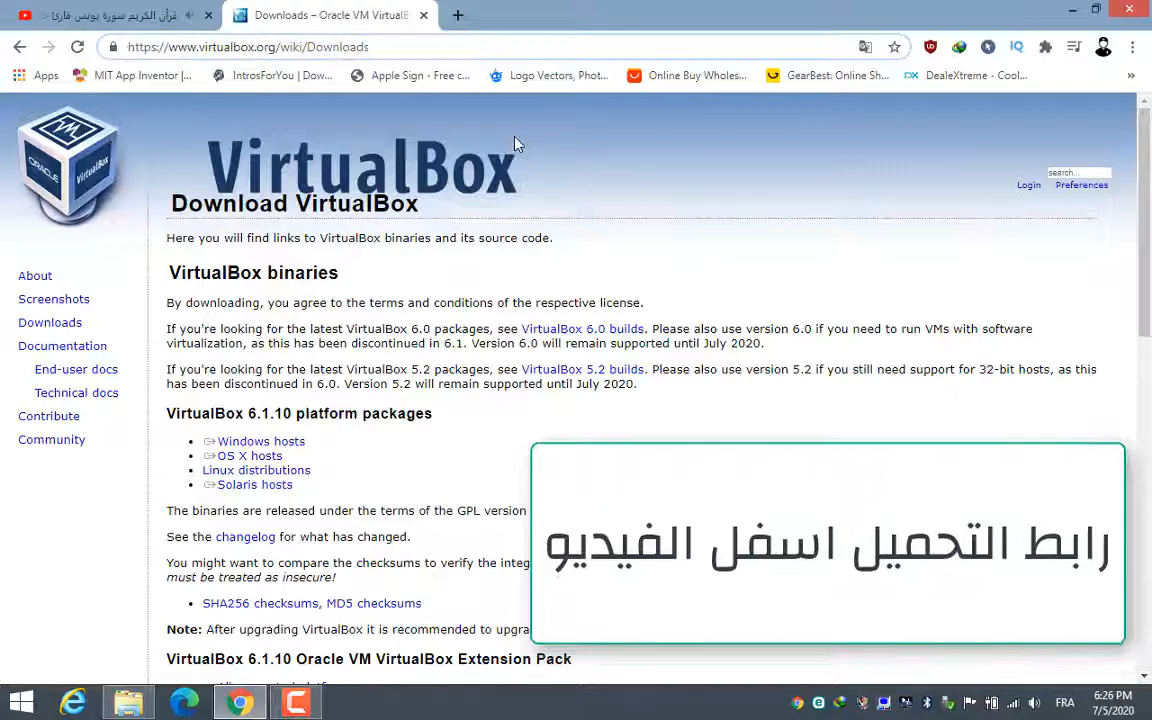 قرآن الكريم سورة يونس قارئ
Downloads – Oracle VM VirtualB
https://www.virtualbox.org/wiki/Downloads
Apps
MIT App Inventor |...
IntrosForYou | Dow...
Apple Sign - Free c...
Logo Vectors, Phot...
Online Buy Wholes...
GearBest: Online Sh...
DealeXtreme - Cool...
ORACLE
VirtualBox
VirtualBox
search...
Login
Preferences
Download VirtualBox
Here you will find links to VirtualBox binaries and its source code.
About
Screenshots
Downloads
Documentation
End-user docs
Technical docs
Contribute
Community
VirtualBox binaries
By downloading, you agree to the terms and conditions of the respective license.
If you're looking for the latest VirtualBox 6.0 packages, see VirtualBox 6.0 builds. Please also use version 6.0 if you need to run VMs with software
virtualization, as this has been discontinued in 6.1. Version 6.0 will remain supported until July 2020.
If you're looking for the latest VirtualBox 5.2 packages, see VirtualBox 5.2 builds. Please also use version 5.2 if you still need support for 32-bit hosts, as this
has been discontinued in 6.0. Version 5.2 will remain supported until July 2020.
VirtualBox 6.1.10 platform packages
Windows hosts
OS X hosts
Linux distributions
Solaris hosts
The binaries are released under the terms of the GPL version
See the changelog for what has changed.
You might want to compare the checksums to verify the integ
must be treated as insecure!
SHA256 checksums, MD5 checksums
Note: After upgrading VirtualBox it is recommended to upgra
VirtualBox 6.1.10 Oracle VM VirtualBox Extension Pack
رابط التحميل اسفل الفيديو
FRA
6:26 PM
7/5/2020